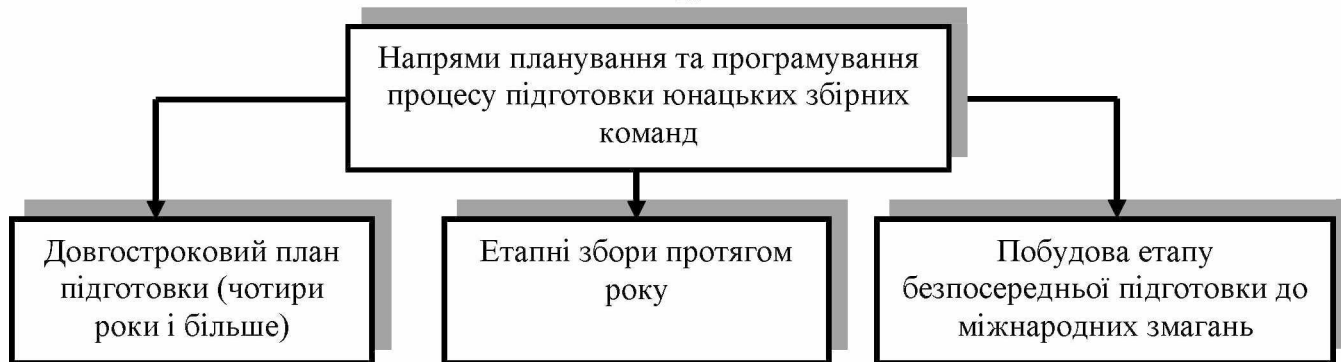 Напрями планування та програмування
процесу підготовки юнацьких збірних
команд
Довгостроковий план
підготовки (чотири
роки і більше)
Етапні збори протягом
року
Побудова етапу
безпосередньої підготовки до
міжнародних змагань